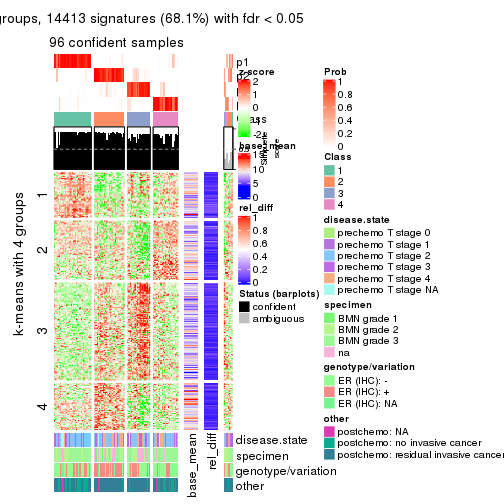 groups, 14413 signatures (68.1%) with fdr < 0.05
96 confident samples
p1
z-score
2
1
0
-2
base_mean
15
10
5
0
rel_diff
1
0.8
0.6
0.4
0.2
0
Status (barplots)
confident
ambiguous
Silhouette
score
k-means with 4 groups
1
2
3
4
base_mean
rel_diff
disease.state
specimen
genotype/variation
other
Prob
1
0.8
0.6
0.4
0.2
0
Class
1
2
3
4
disease.state
prechemo T stage 0
prechemo T stage 1
prechemo T stage 2
prechemo T stage 3
prechemo T stage 4
prechemo T stage NA
specimen
BMN grade 1
BMN grade 2
BMN grade 3
na
genotype/variation
ER (IHC): -
ER (IHC): +
ER (IHC): NA
other
postchemo: NA
postchemo: no invasive cancer
postchemo: residual invasive cancer